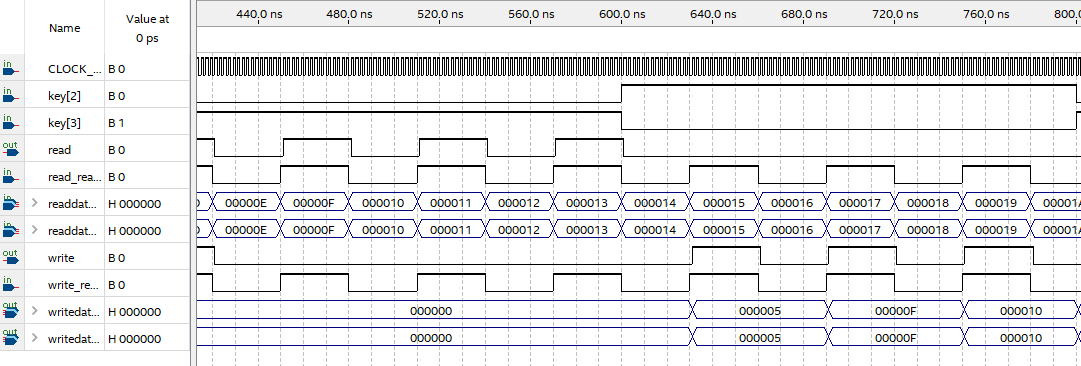 Name
Value at
0 ps
440.0 ns 480.0 ns 520.0 ns 560.0 ns 600.0 ns 640.0 ns 680.0 ns 720.0 ns 760.0 ns 800.
in CLOCK_... B 0
in key[2] B 0
in key[3] B 1
out read B 0
in read_rea... B 0
in readdat... H 000000 00000E 00000F 000010 000011 000012 000013 000014 000015 000016 000017 000018 000019 00001A
in readdat... H 000000 00000E 00000F 000010 000011 000012 000013 000014 000015 000016 000017 000018 000019 00001A
out write B 0
in write_re... B 0
out writedat... H 000000 000000 000005 00000F 000010
out writedat... H 000000 000000 000005 00000F 000010